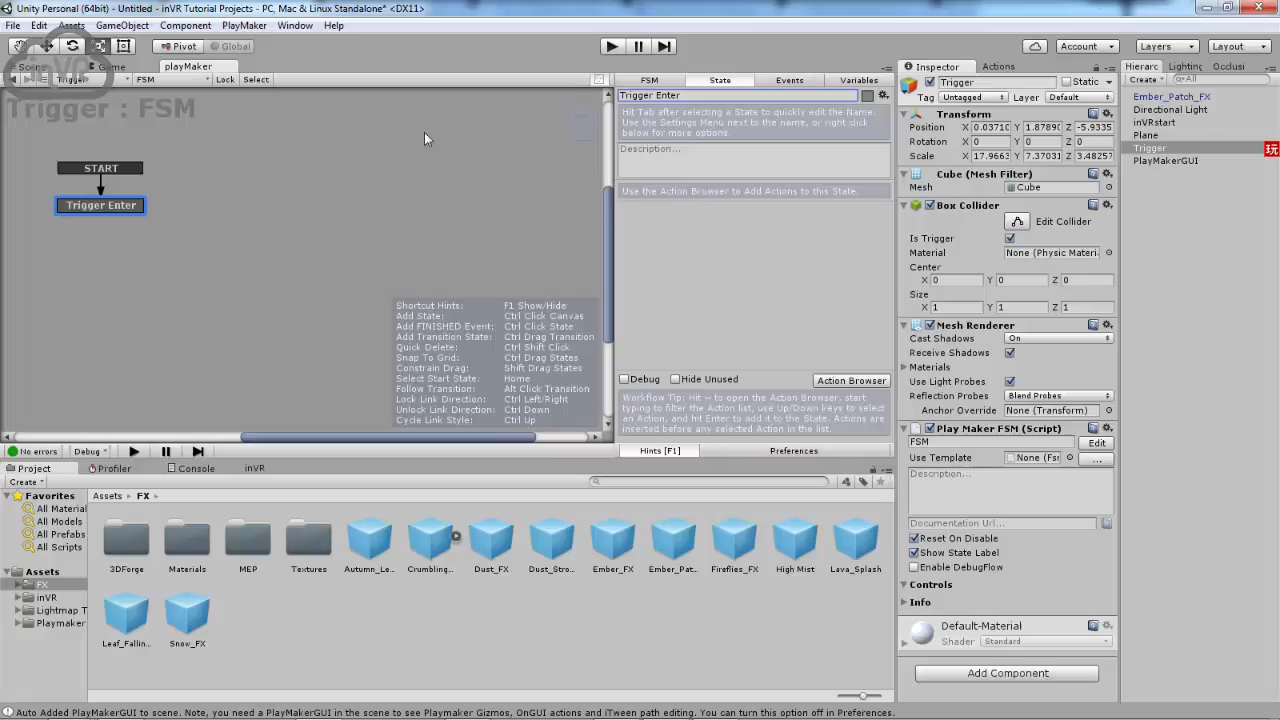 Unity Personal (64bit) - Untitled - inVR Tutorial Projects - PC, Mac & Linux Standalone* <DX11>
File Edit Assets GameObject Component PlayMaker Window Help
Pivot Global Account Layers Layout
Scene Game playMaker
Trigger FSM Lock Select
inVR
Trigger : FSM
START
Trigger Enter
Shortcut Hints: F1 Show/Hide
Add State: Ctrl Click Canvas
Add FINISHED Event: Ctrl Click State
Add Transition State: Ctrl Drag Transition
Quick Delete: Ctrl Shift Click
Snap To Grid: Ctrl Drag States
Constrain Drag: Shift Drag States
Select Start State: Home
Follow Transition: Alt Click Transition
Lock Link Direction: Ctrl Left/Right
Unlock Link Direction: Ctrl Down
Cycle Link Style: Ctrl Up
No errors Debug
FSM State Events Variables
Trigger Enter
Hit Tab after selecting a State to quickly edit the Name.
Use the Settings Menu next to the name, or right click
below for more options.
Description...
Use the Action Browser to Add Actions to this State.
Debug Hide Unused Action Browser
Workflow Tip: Hit ~ to open the Action Browser, start
typing to filter the Action list, use Up/Down keys to select
an Action, and hit Enter to add it to the State. Actions are
inserted before any selected Action in the list.
Hints [F1] Preferences
Inspector Actions
Trigger Static
Tag Untagged Layer Default
Transform
Position X 0.03710 Y 1.87890 Z -5.9335
Rotation X 0 Y 0 Z 0
Scale X 17.9663 Y 7.37031 Z 3.48257
Cube (Mesh Filter)
Mesh Cube
Box Collider
Edit Collider
Is Trigger
Material None (Physic Materi
Center
X 0 Y 0 Z 0
Size
X 1 Y 1 Z 1
Mesh Renderer
Cast Shadows On
Receive Shadows
Materials
Use Light Probes
Reflection Probes Blend Probes
Anchor Override None (Transform)
Play Maker FSM (Script)
FSM Edit
Use Template None (Fsm ...
Description...
Documentation Url...
Reset On Disable
Show State Label
Enable DebugFlow
Controls
Info
Default-Material
Shader Standard
Add Component
Hierarc Lighting Occlusi
Create All
Ember_Patch_FX
Directional Light
inVRstart
Plane
Trigger 玩
PlayMakerGUI
Project Profiler Console inVR
Create
Favorites
All Material
All Models
All Prefabs
All Scripts
Assets
FX
inVR
Lightmap T
Playmaker
Assets FX
3DForge Materials MEP Textures Autumn_Le... Crumbling... Dust_FX Dust_Stro... Ember_FX Ember_Pat... Fireflies_FX High Mist Lava_Splash
Leaf_Fallin... Snow_FX
Auto Added PlayMakerGUI to scene. Note, you need a PlayMakerGUI in the scene to see Playmaker Gizmos, OnGUI actions and iTween path editing. You can turn this option off in Preferences.